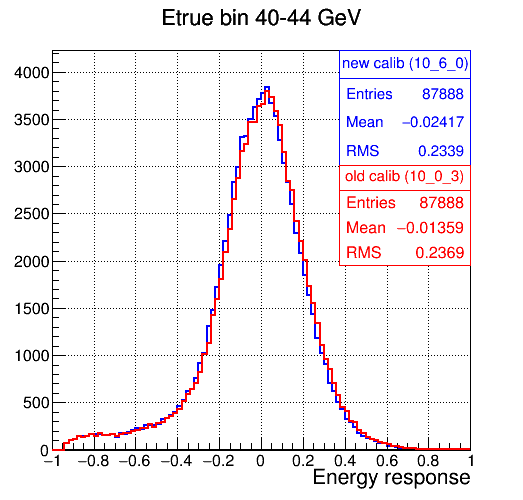 Etrue bin 40-44 GeV
new calib (10_6_0)
Entries 87888
Mean −0.02417
RMS 0.2339
old calib (10_0_3)
Entries 87888
Mean −0.01359
RMS 0.2369
4000
3500
3000
2500
2000
1500
1000
500
0
−1 −0.8 −0.6 −0.4 −0.2 0 0.2 0.4 0.6 0.8 1
Energy response